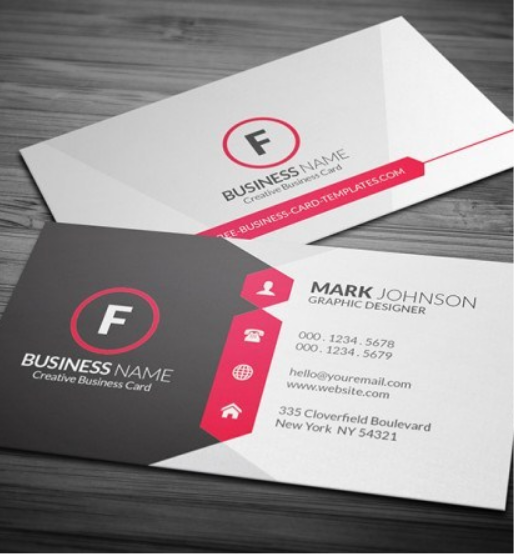 F
BUSINESS NAME
Creative Business Card
EE-BUSINESS-CARD-TEMPLATES.COM
F
BUSINESS NAME
Creative Business Card
MARK JOHNSON
GRAPHIC DESIGNER
000 . 1234 . 5678
000 . 1234 . 5679
hello@youremail.com
www.website.com
335 Cloverfield Boulevard
New York NY 54321